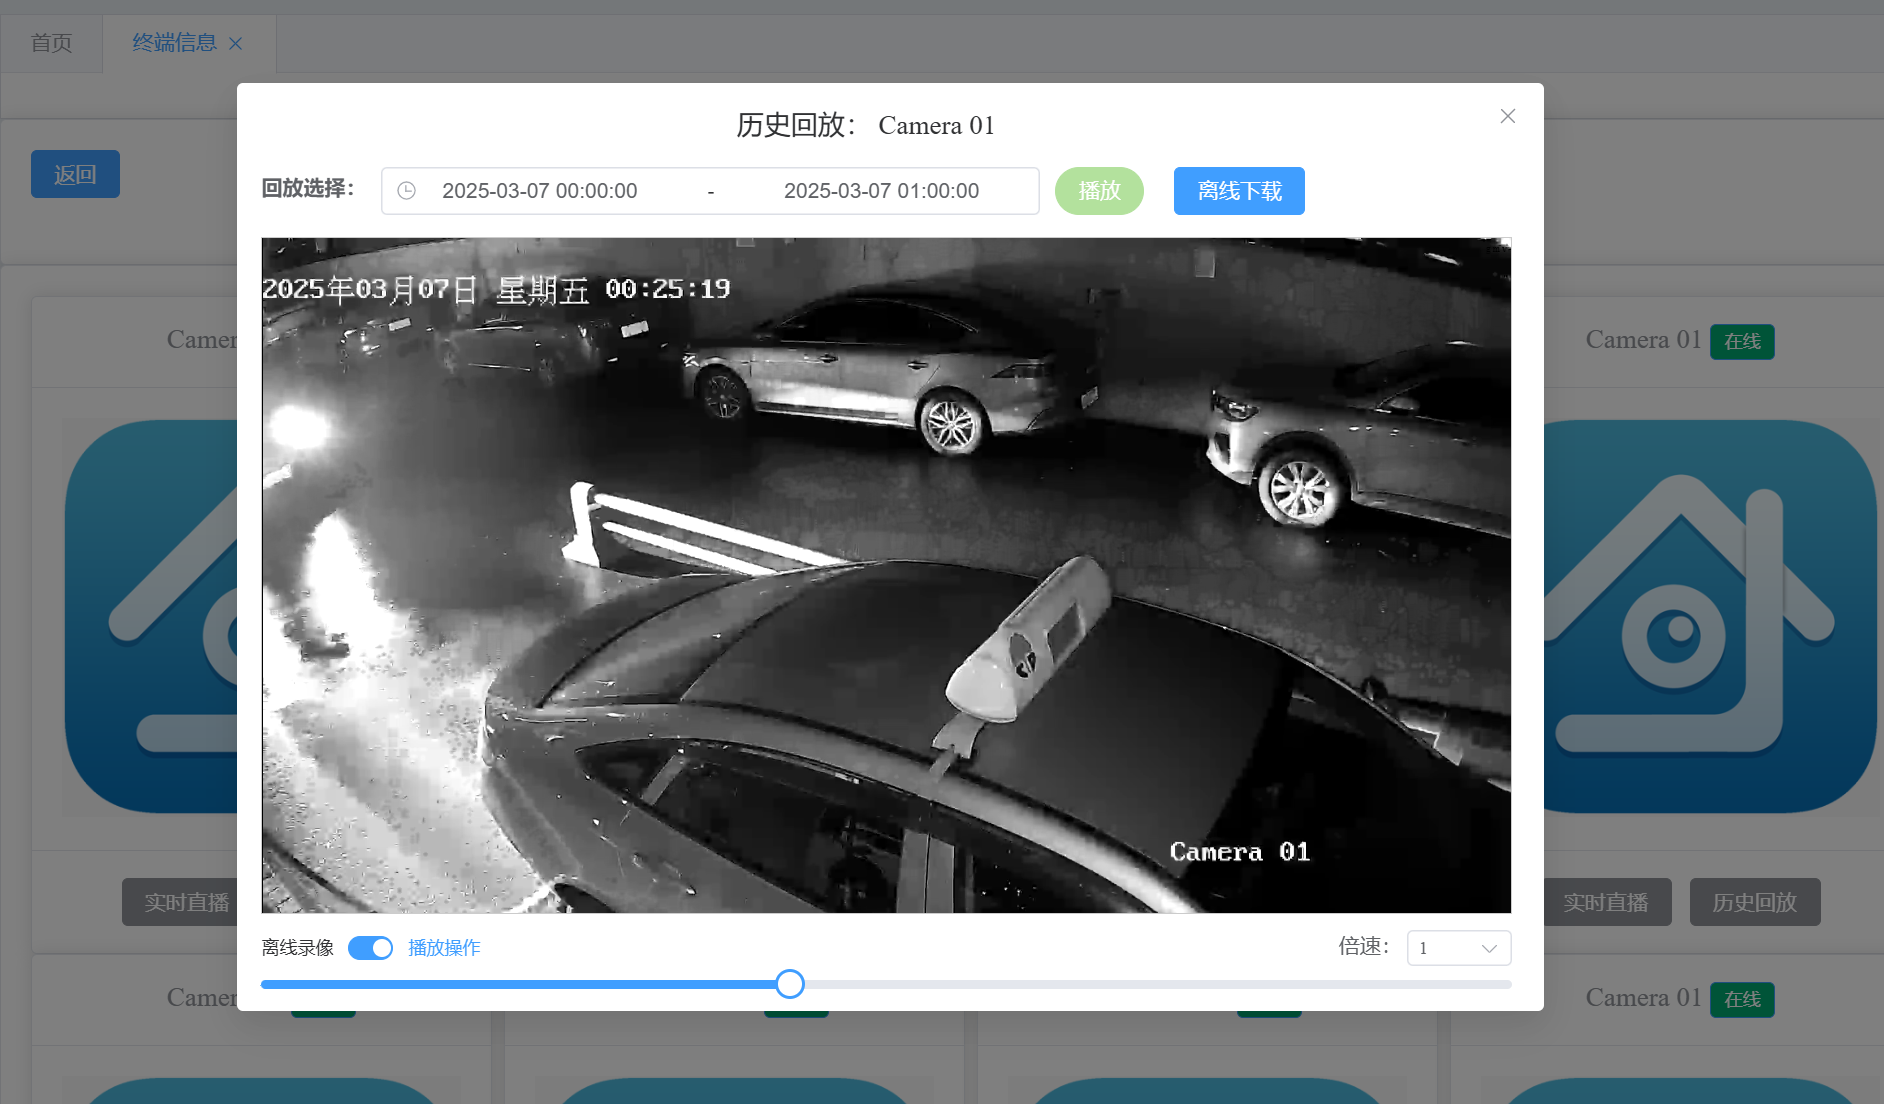 首页
终端信息
历史回放： Camera 01
返回
回放选择：
2025-03-07 00:00:00 - 2025-03-07 01:00:00
播放
离线下载
2025年03月07日 星期五 00:25:19
Camer
Camera 01 在线
Camera 01
实时直播
实时直播
历史回放
离线录像
播放操作
倍速：
1
Camer
Camera 01 在线